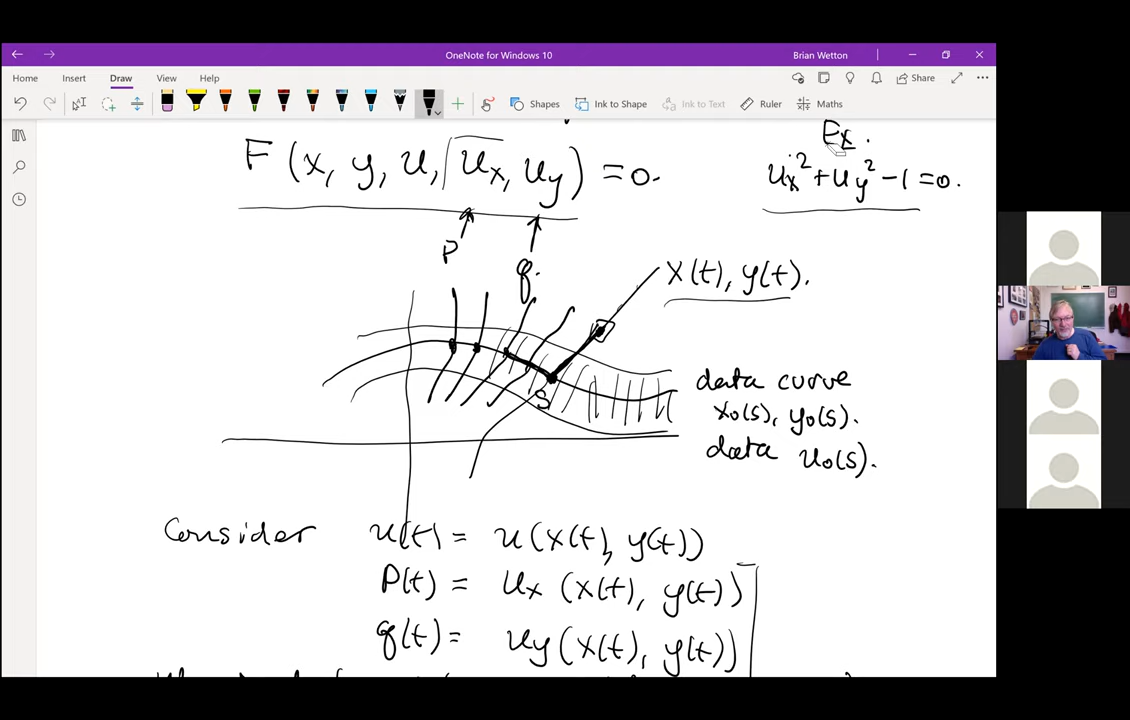 OneNote for Windows 10
Brian Wetton
Home Insert Draw View Help
Share
Shapes
Ink to Shape
Ink to Text
Ruler
Maths
Ex.
F(x, y, u, ux, uy) = 0.
ux² + uy² - 1 = 0.
p
q.
x(t), y(t).
s
data curve
x0(s), y0(s).
data u0(s).
Consider u(t) = u(x(t), y(t))
p(t) = ux (x(t), y(t))
q(t) = uy (x(t), y(t))